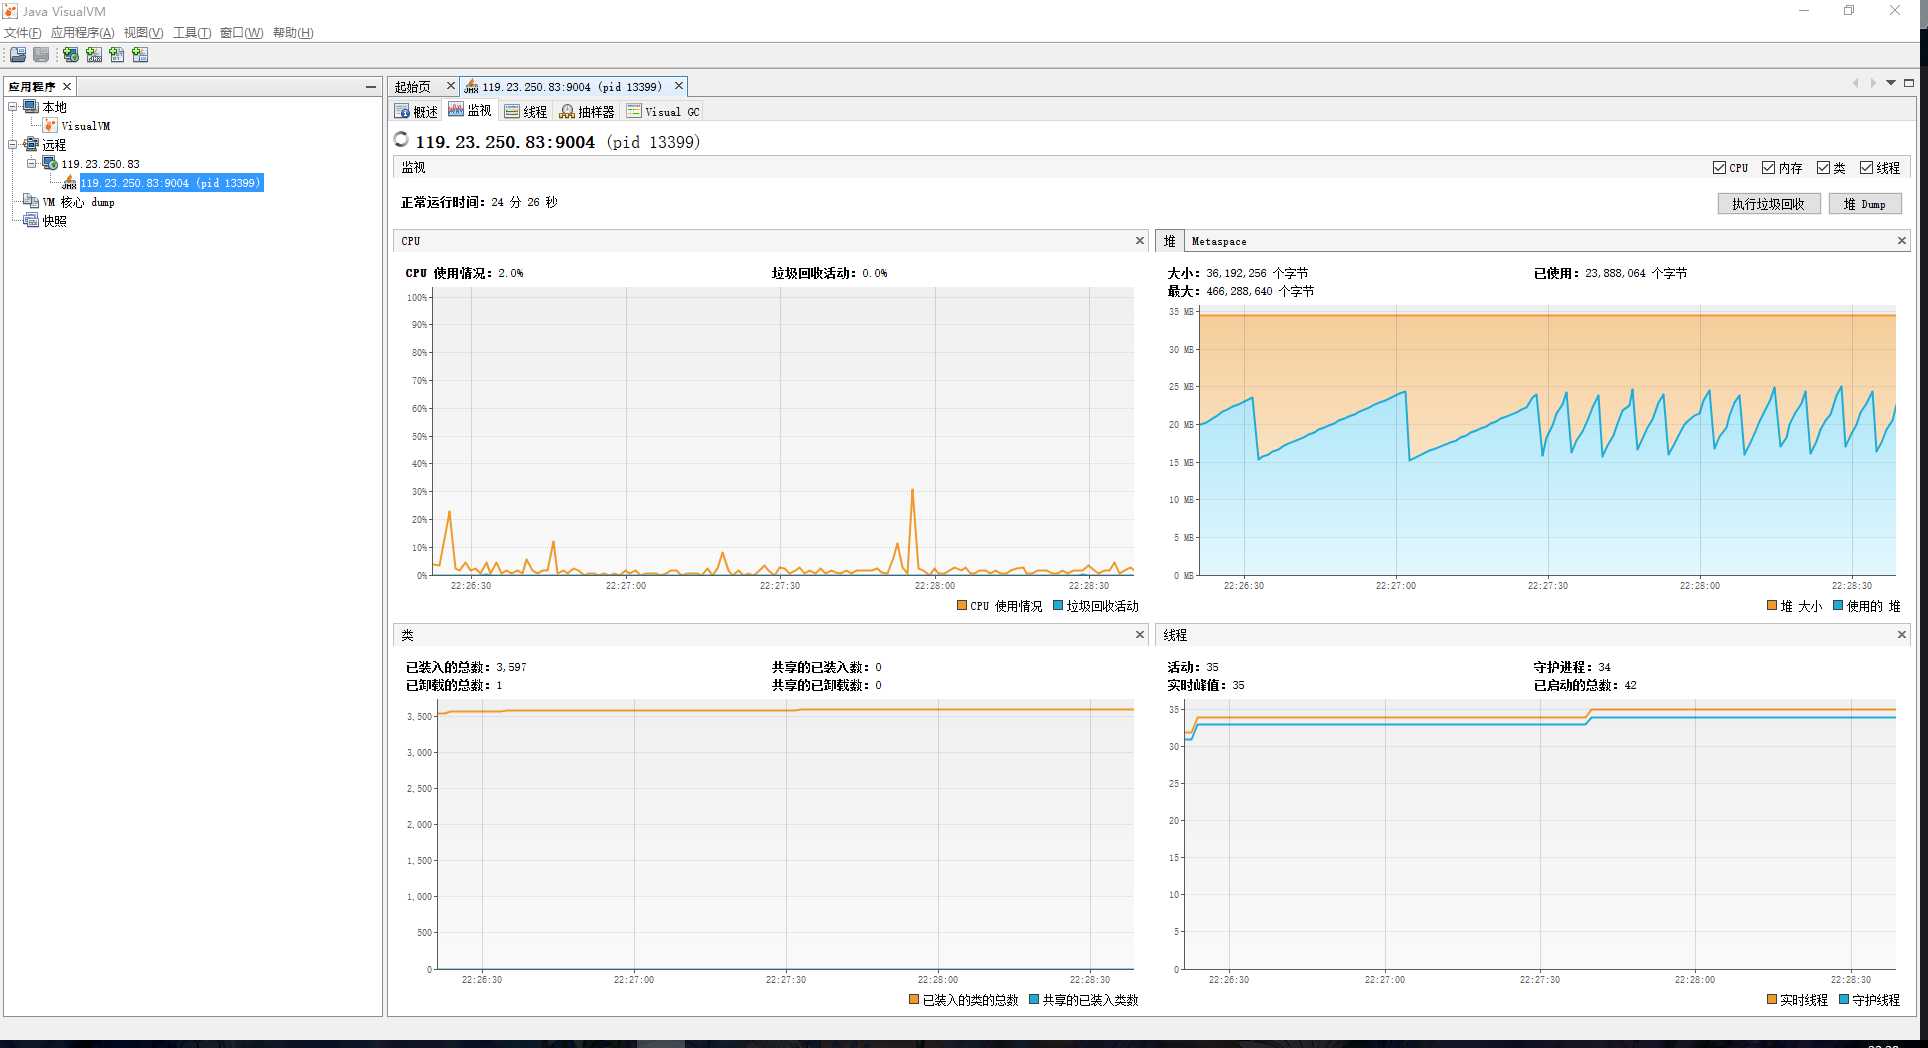 Java VisualVM
文件(F) 应用程序(A) 视图(V) 工具(T) 窗口(W) 帮助(H)
应用程序
本地
VisualVM
远程
119.23.250.83
119.23.250.83:9004 (pid 13399)
VM 核心 dump
快照
起始页 119.23.250.83:9004 (pid 13399)
概述 监视 线程 抽样器 Visual GC
119.23.250.83:9004 (pid 13399)
监视 CPU 内存 类 线程
正常运行时间: 24 分 26 秒
执行垃圾回收 堆 Dump
CPU
CPU 使用情况: 2.0% 垃圾回收活动: 0.0%
100%
90%
80%
70%
60%
50%
40%
30%
20%
10%
0%
22:26:30 22:27:00 22:27:30 22:28:00 22:28:30
CPU 使用情况 垃圾回收活动
堆 Metaspace
大小: 36,192,256 个字节 已使用: 23,888,064 个字节
最大: 466,288,640 个字节
35 MB
30 MB
25 MB
20 MB
15 MB
10 MB
5 MB
0 MB
22:26:30 22:27:00 22:27:30 22:28:00 22:28:30
堆 大小 使用的 堆
类
已装入的总数: 3,597 共享的已装入数: 0
已卸载的总数: 1 共享的已卸载数: 0
3,500
3,000
2,500
2,000
1,500
1,000
500
0
22:26:30 22:27:00 22:27:30 22:28:00 22:28:30
已装入的类的总数 共享的已装入类数
线程
活动: 35 守护进程: 34
实时峰值: 35 已启动的总数: 42
35
30
25
20
15
10
5
0
22:26:30 22:27:00 22:27:30 22:28:00 22:28:30
实时线程 守护线程